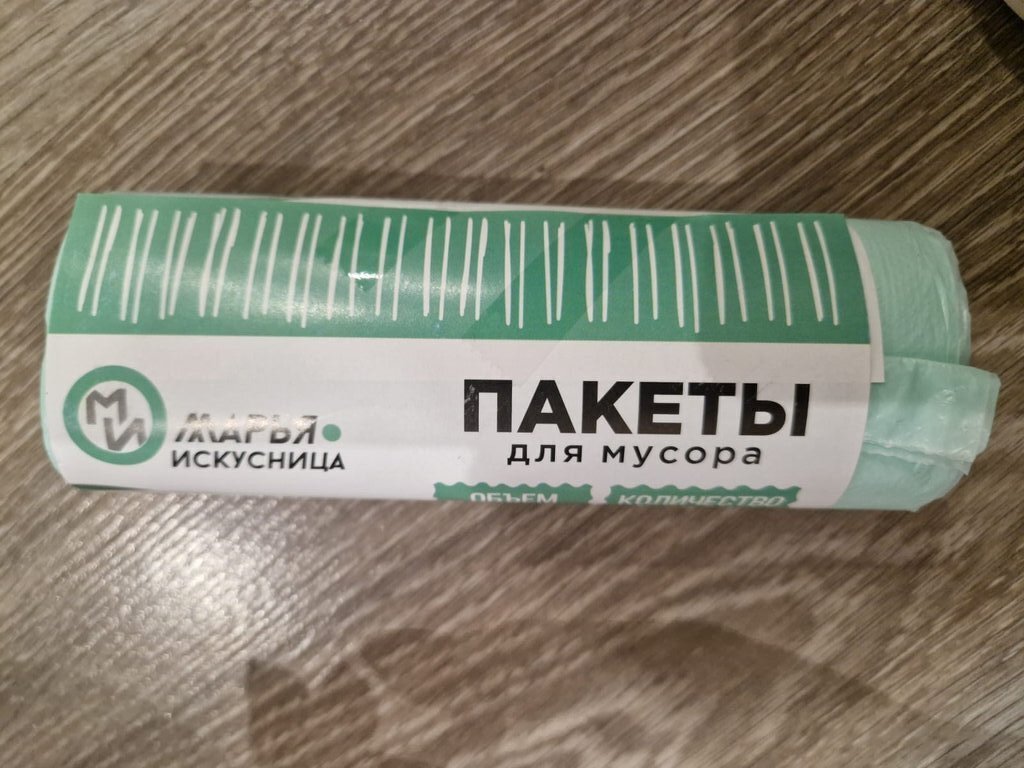 МИ
МАРЬЯ
ИСКУСНИЦА
ПАКЕТЫ
для мусора
ОБЪЕМ
КОЛИЧЕСТВО